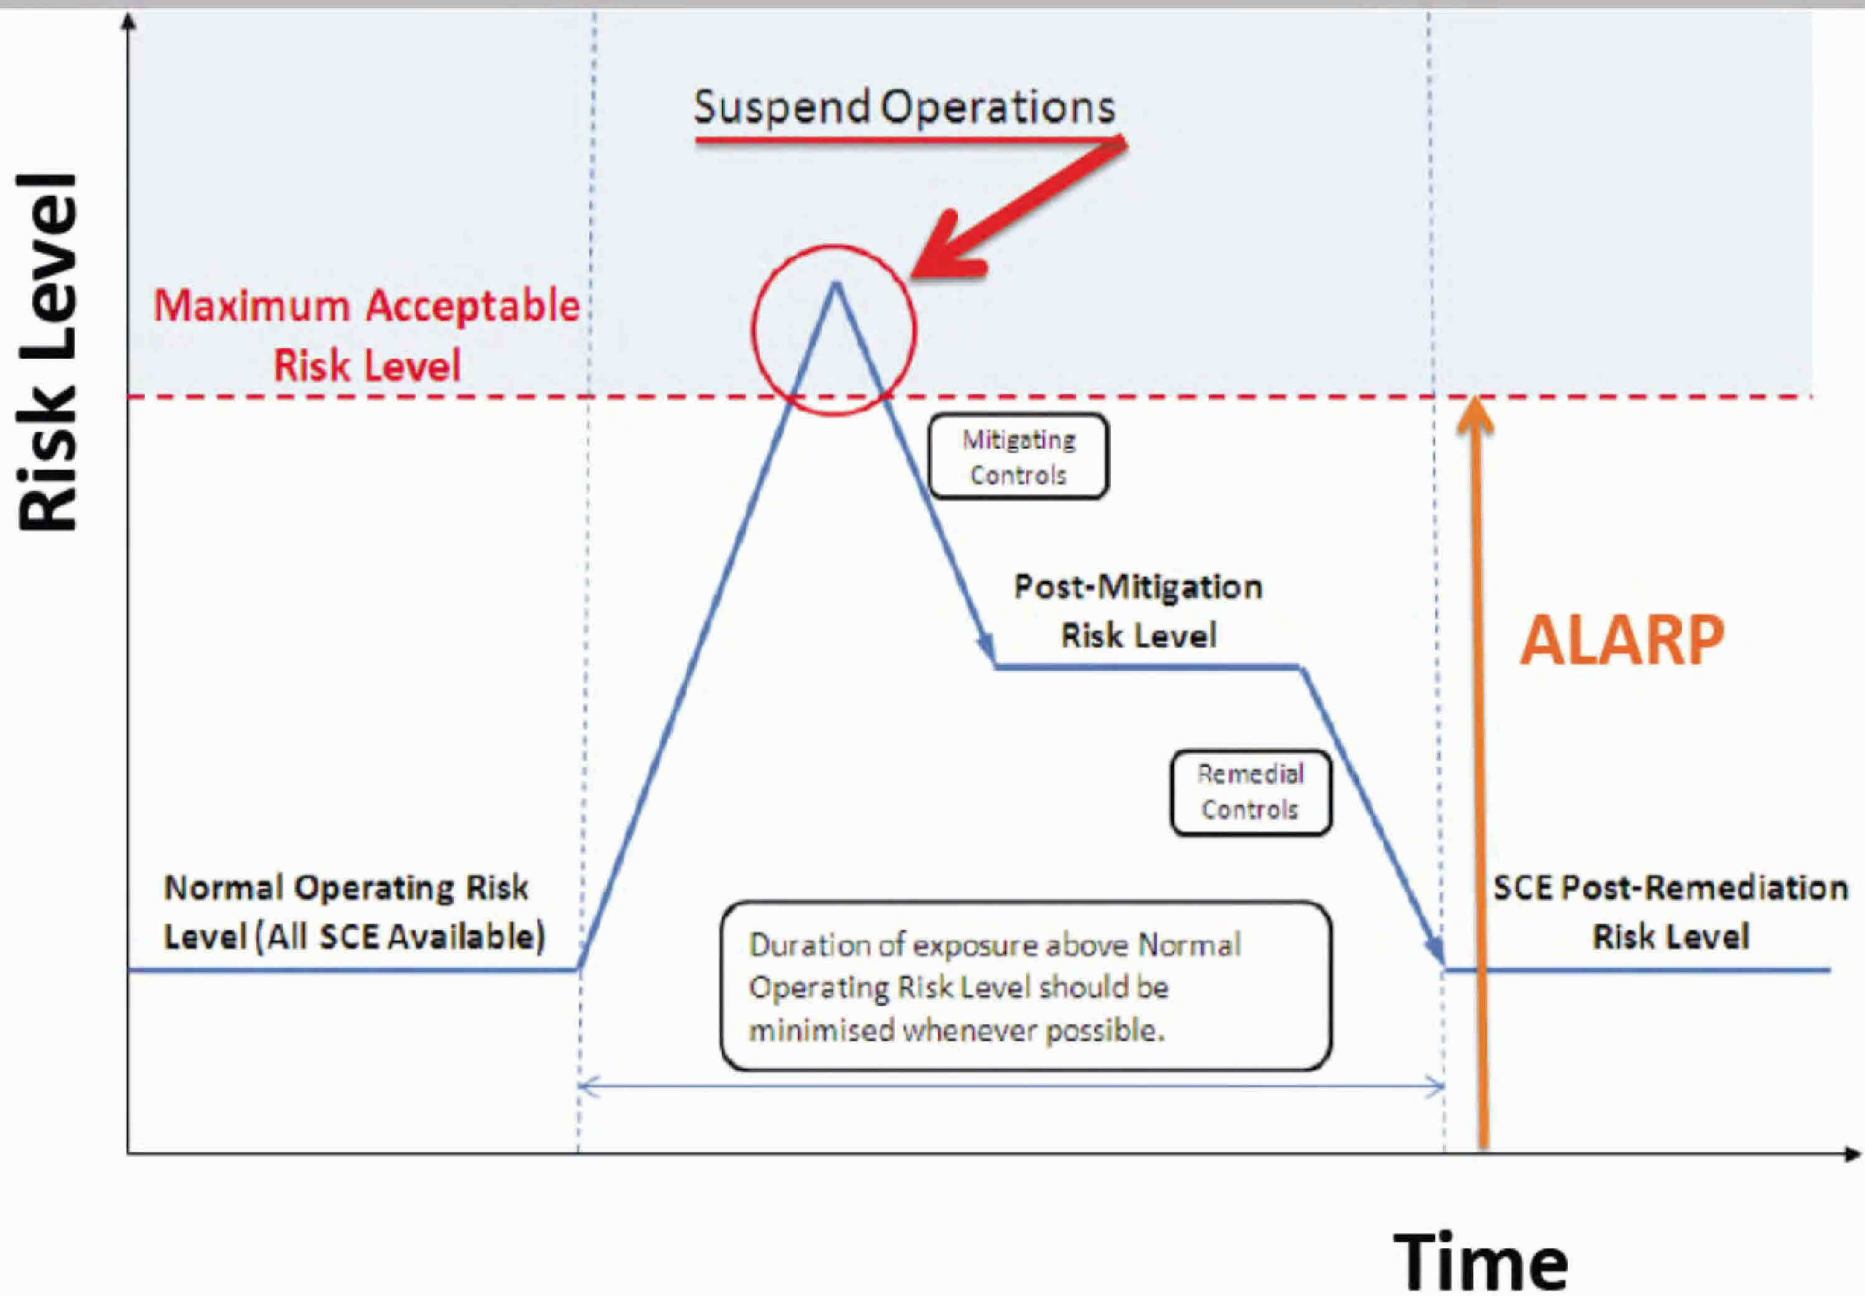 Suspend Operations
Risk Level
Maximum Acceptable
Risk Level
Mitigating
Controls
Post-Mitigation
Risk Level
ALARP
Remedial
Controls
Normal Operating Risk
Level (All SCE Available)
SCE Post-Remediation
Risk Level
Duration of exposure above Normal
Operating Risk Level should be
minimised whenever possible.
Time